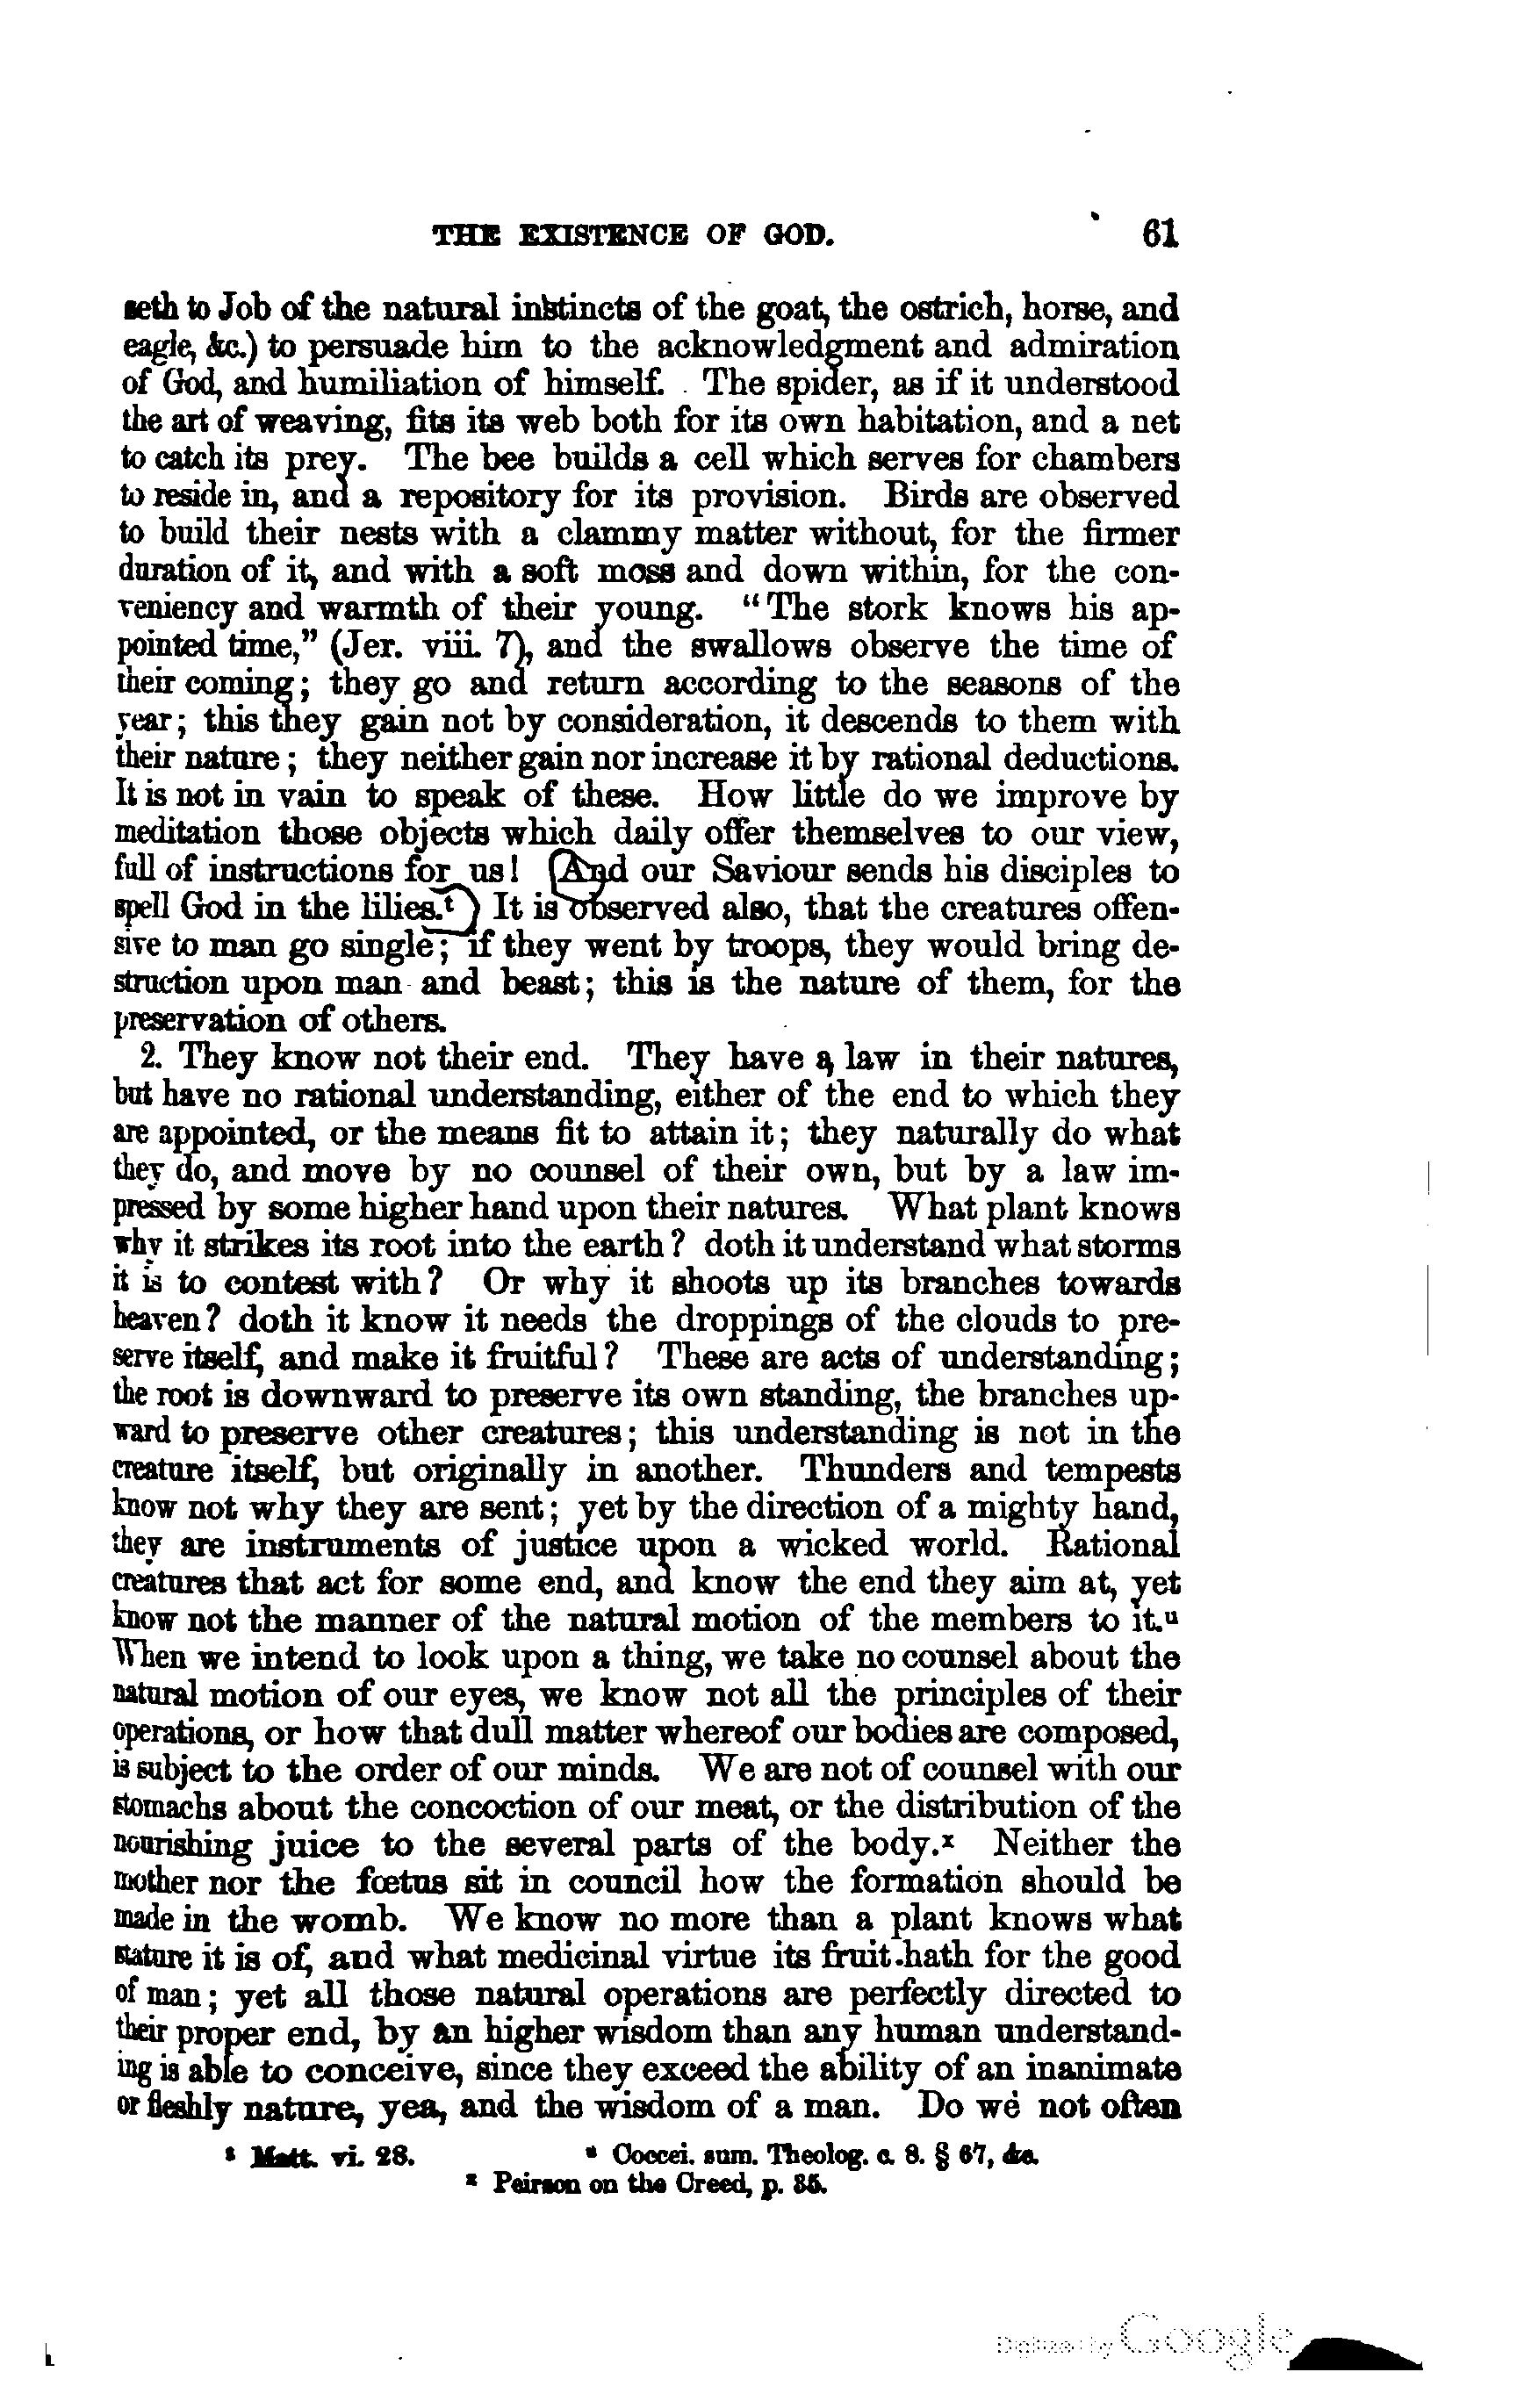 THE EXISTENCE OF GOD. 61
seth to Job of the natural instincts of the goat, the ostrich, horse, and
eagle, &c.) to persuade him to the acknowledgment and admiration
of God, and humiliation of himself. The spider, as if it understood
the art of weaving, fits its web both for its own habitation, and a net
to catch its prey. The bee builds a cell which serves for chambers
to reside in, and a repository for its provision. Birds are observed
to build their nests with a clammy matter without, for the firmer
duration of it, and with a soft moss and down within, for the con-
veniency and warmth of their young. "The stork knows his ap-
pointed time," (Jer. viii. 7), and the swallows observe the time of
their coming; they go and return according to the seasons of the
year; this they gain not by consideration, it descends to them with
their nature; they neither gain nor increase it by rational deductions.
It is not in vain to speak of these. How little do we improve by
meditation those objects which daily offer themselves to our view,
full of instructions for us! And our Saviour sends his disciples to
spell God in the lilies.t It is observed also, that the creatures offen-
sive to man go single; if they went by troops, they would bring de-
struction upon man and beast; this is the nature of them, for the
preservation of others.
2. They know not their end. They have a law in their natures,
but have no rational understanding, either of the end to which they
are appointed, or the means fit to attain it; they naturally do what
they do, and move by no counsel of their own, but by a law im-
pressed by some higher hand upon their natures. What plant knows
why it strikes its root into the earth? doth it understand what storms
it is to contest with? Or why it shoots up its branches towards
heaven? doth it know it needs the droppings of the clouds to pre-
serve itself, and make it fruitful? These are acts of understanding;
the root is downward to preserve its own standing, the branches up-
ward to preserve other creatures; this understanding is not in the
creature itself, but originally in another. Thunders and tempests
know not why they are sent; yet by the direction of a mighty hand,
they are instruments of justice upon a wicked world. Rational
creatures that act for some end, and know the end they aim at, yet
know not the manner of the natural motion of the members to it.u
When we intend to look upon a thing, we take no counsel about the
natural motion of our eyes, we know not all the principles of their
operations, or how that dull matter whereof our bodies are composed,
is subject to the order of our minds. We are not of counsel with our
stomachs about the concoction of our meat, or the distribution of the
nourishing juice to the several parts of the body.x Neither the
mother nor the fœtus sit in council how the formation should be
made in the womb. We know no more than a plant knows what
stature it is of, and what medicinal virtue its fruit hath for the good
of man; yet all those natural operations are perfectly directed to
their proper end, by an higher wisdom than any human understand-
ing is able to conceive, since they exceed the ability of an inanimate
or fleshly nature, yea, and the wisdom of a man. Do we not often
t Matt. vi. 28. u Coccei. sum. Theolog. c. 8. § 67, &c.
x Peirson on the Creed, p. 35.
Digitized by Google